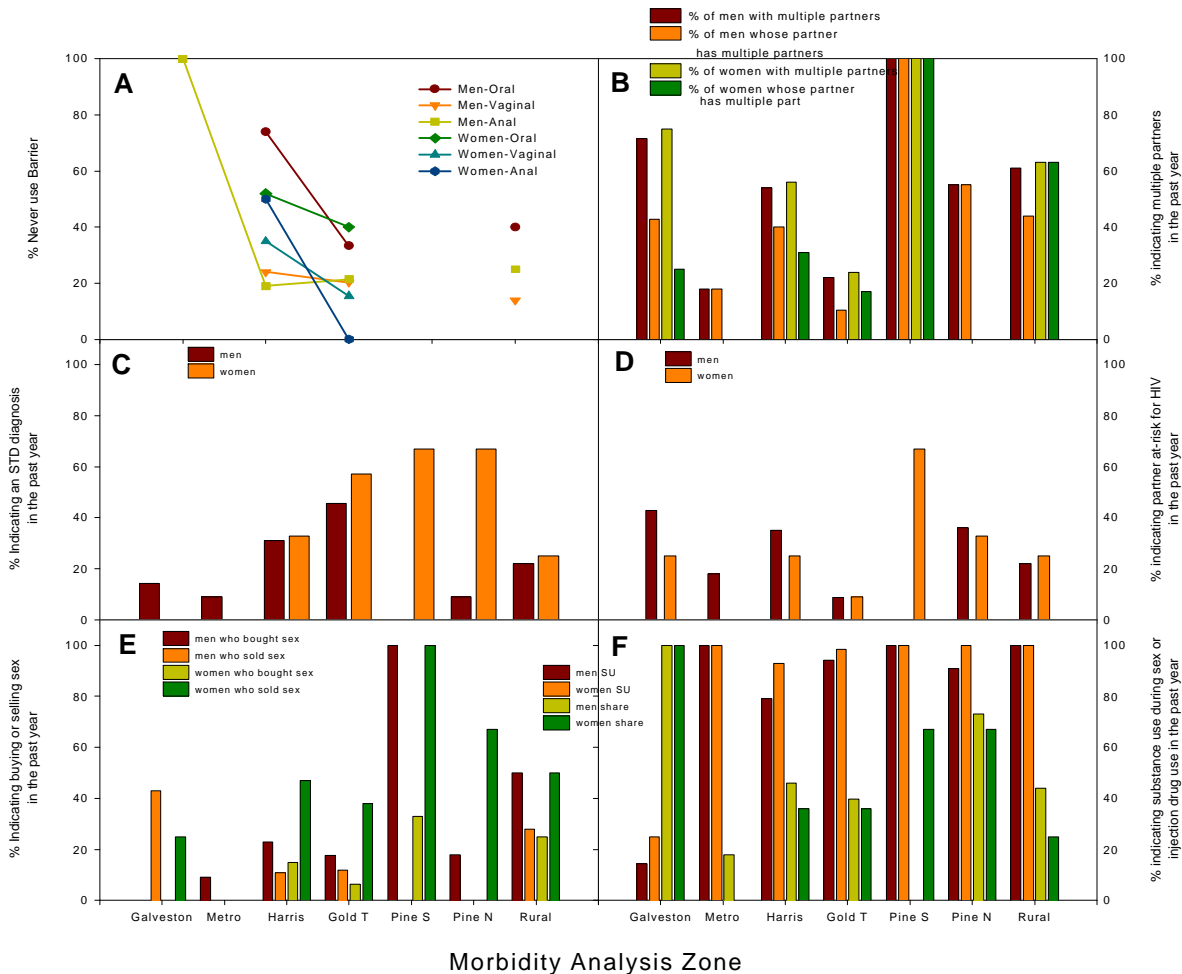 % of men with multiple partners
% of men whose partner
has multiple partners
% of women with multiple partners
% of women whose partner
has multiple part
A
Men-Oral
Men-Vaginal
Men-Anal
Women-Oral
Women-Vaginal
Women-Anal
% Never use Barrier
100
80
60
40
20
0
B
100
80
60
40
20
0
% indicating multiple partners
in the past year
C
men
women
% Indicating an STD diagnosis
in the past year
100
80
60
40
20
0
D
men
women
100
80
60
40
20
0
% indicating partner at-risk for HIV
in the past year
E
men who bought sex
men who sold sex
women who bought sex
women who sold sex
% Indicating buying or selling sex
in the past year
100
80
60
40
20
0
F
men SU
women SU
men share
women share
100
80
60
40
20
0
% indicating substance use during sex or
injection drug use in the past year
Galveston Metro Harris Gold T Pine S Pine N Rural
Galveston Metro Harris Gold T Pine S Pine N Rural
Morbidity Analysis Zone